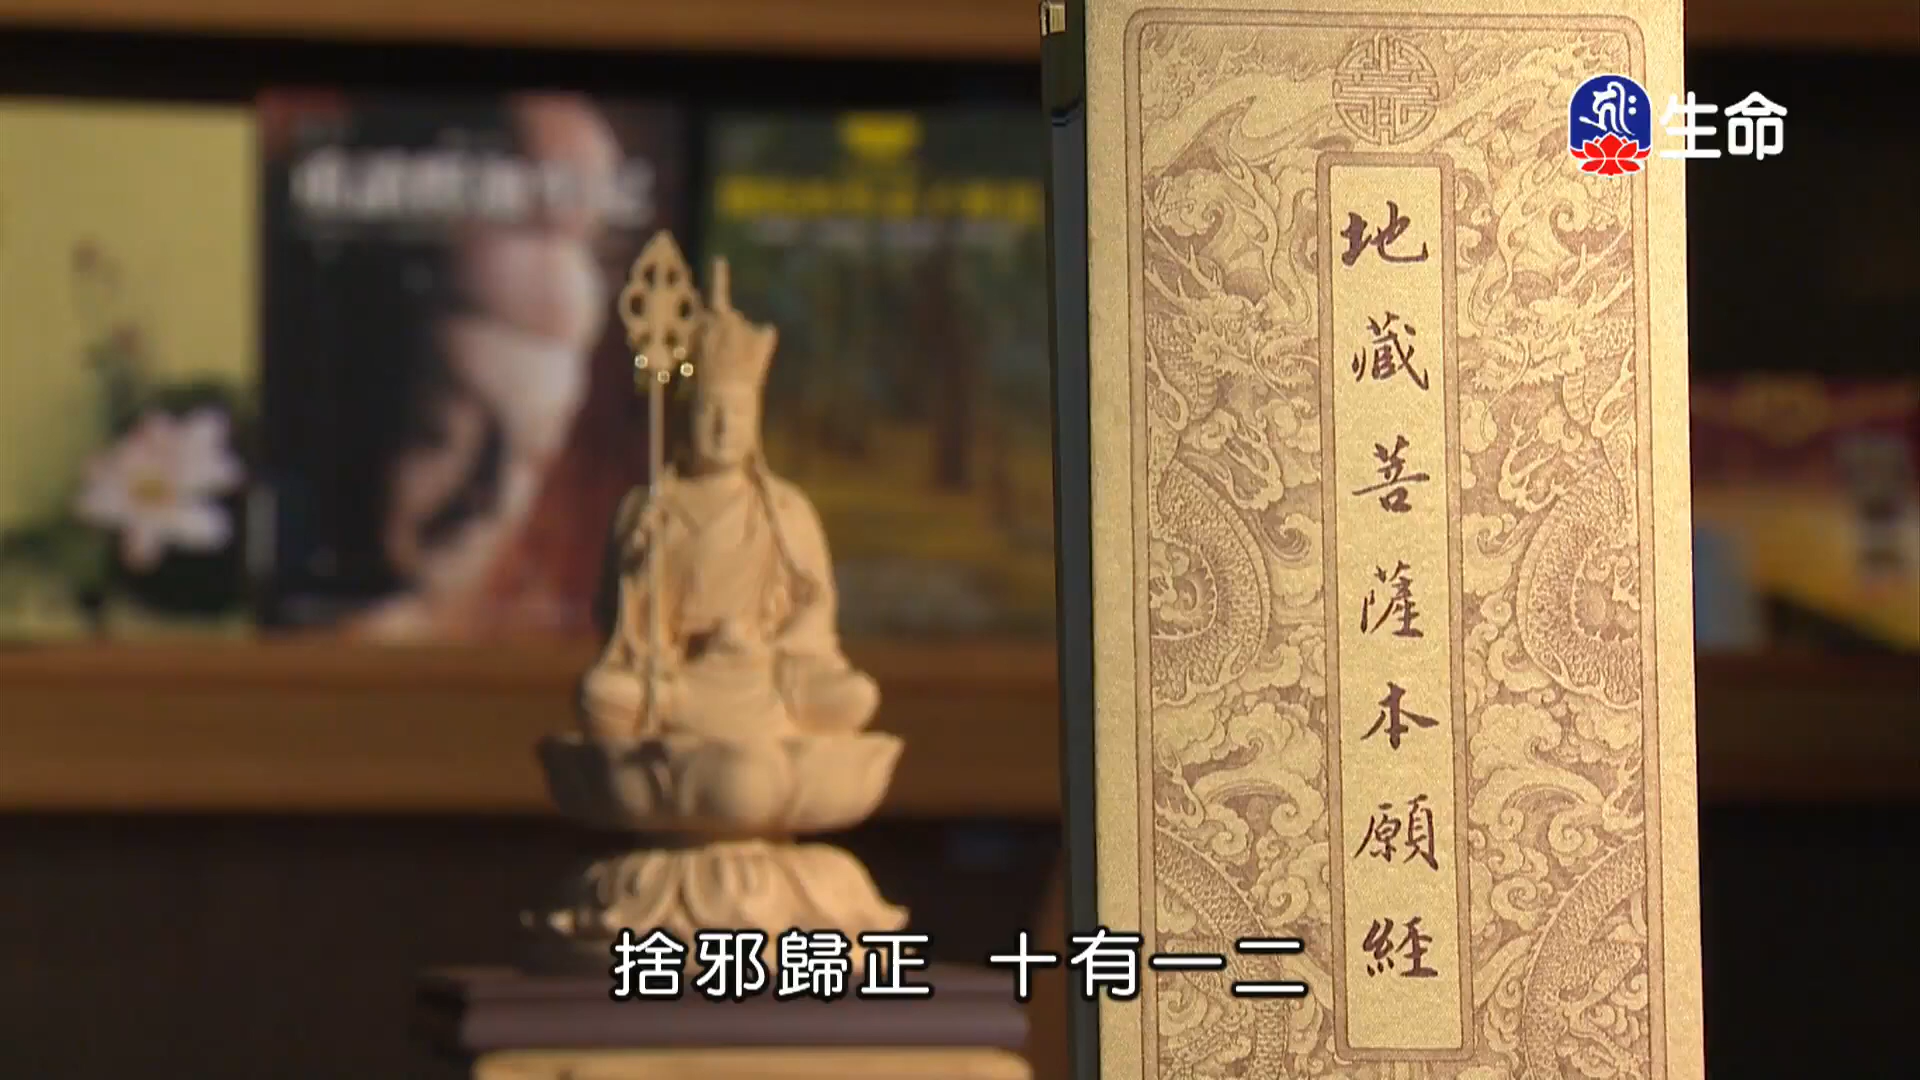 生命
地藏菩薩本願經
捨邪歸正 十有一二